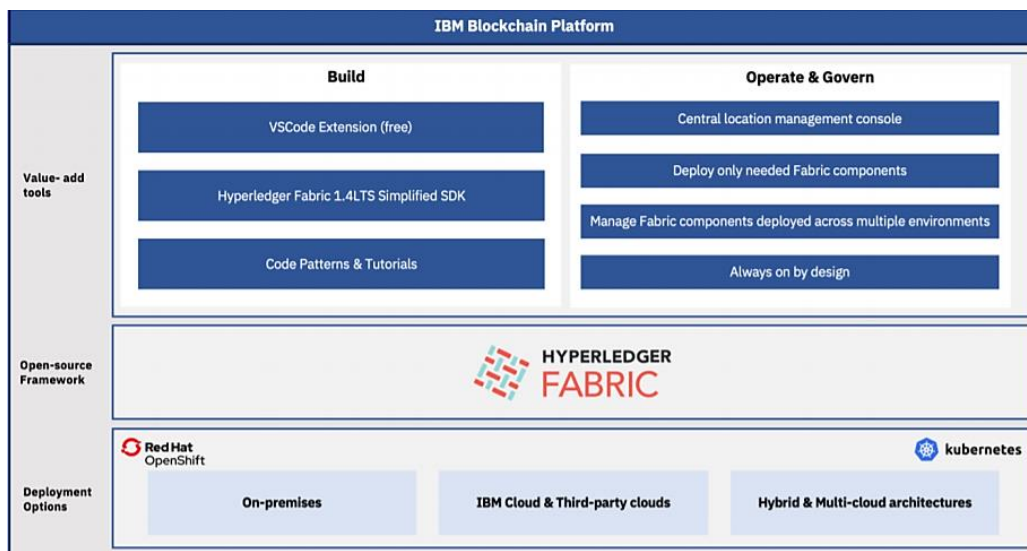 IBM Blockchain Platform
Value- add
tools
Build
VSCode Extension (free)
Hyperledger Fabric 1.4LTS Simplified SDK
Code Patterns & Tutorials
Operate & Govern
Central location management console
Deploy only needed Fabric components
Manage Fabric components deployed across multiple environments
Always on by design
Open-source
Framework
HYPERLEDGER
FABRIC
Deployment
Options
Red Hat
OpenShift
kubernetes
On-premises
IBM Cloud & Third-party clouds
Hybrid & Multi-cloud architectures